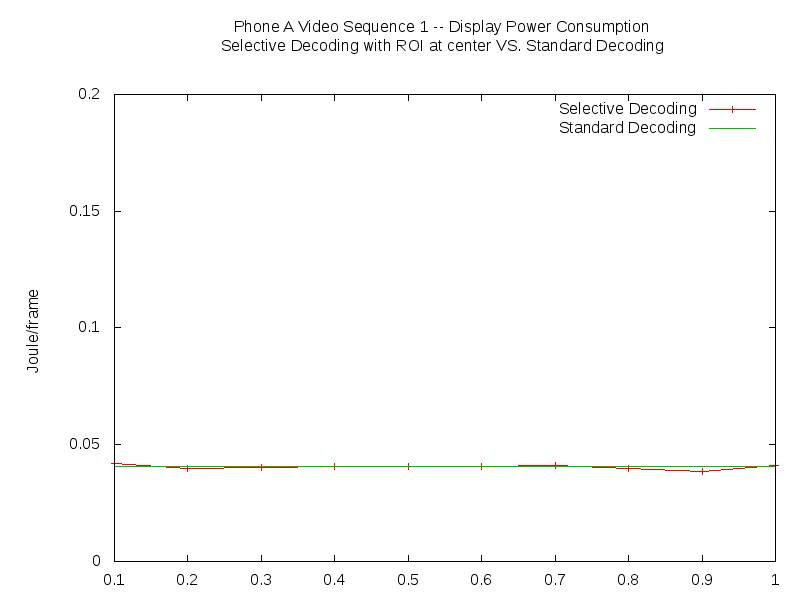 Phone A Video Sequence 1 -- Display Power Consumption
Selective Decoding with ROI at center VS. Standard Decoding
Selective Decoding
Standard Decoding
0.2
0.15
0.1
0.05
0
Joule/frame
0.1 0.2 0.3 0.4 0.5 0.6 0.7 0.8 0.9 1